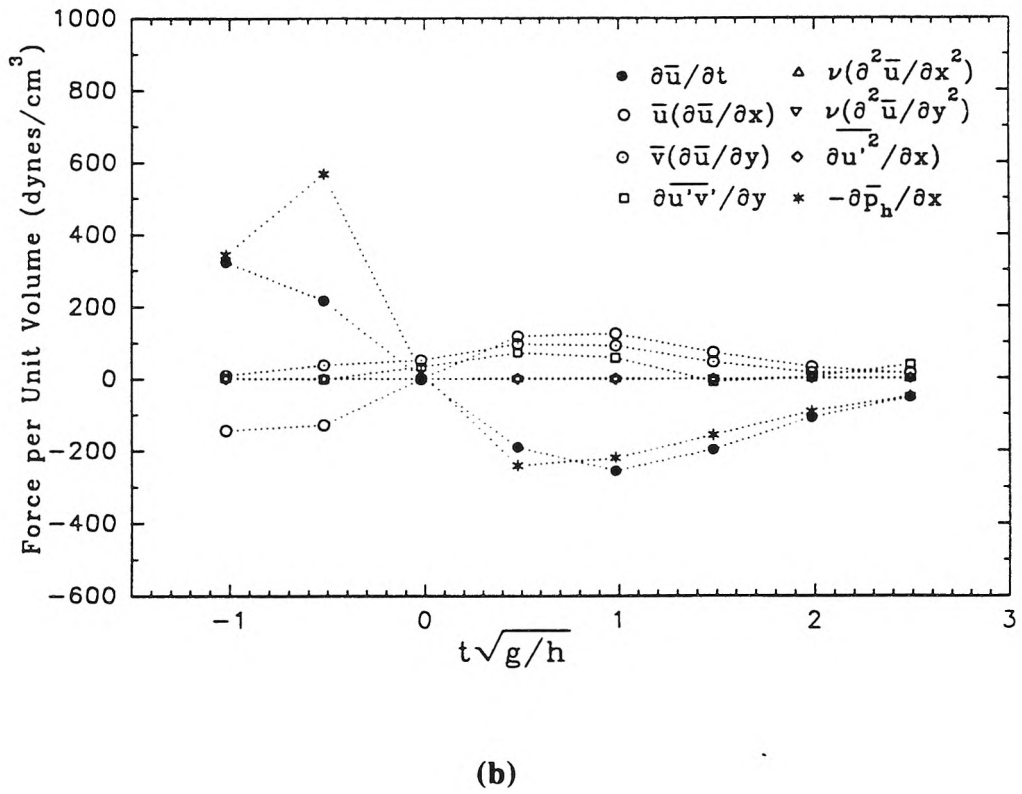 Force per Unit Volume (dynes/cm³)
1000
800
600
400
200
0
−200
−400
−600
−1
0
1
2
3
t√g/h
● ∂ū/∂t
○ ū(∂ū/∂x)
⊙ v̄(∂ū/∂y)
□ ∂u'v'/∂y
△ ν(∂²ū/∂x²)
▽ ν(∂²ū/∂y²)
◇ ∂u'²/∂x)
* −∂p̄ₕ/∂x
(b)